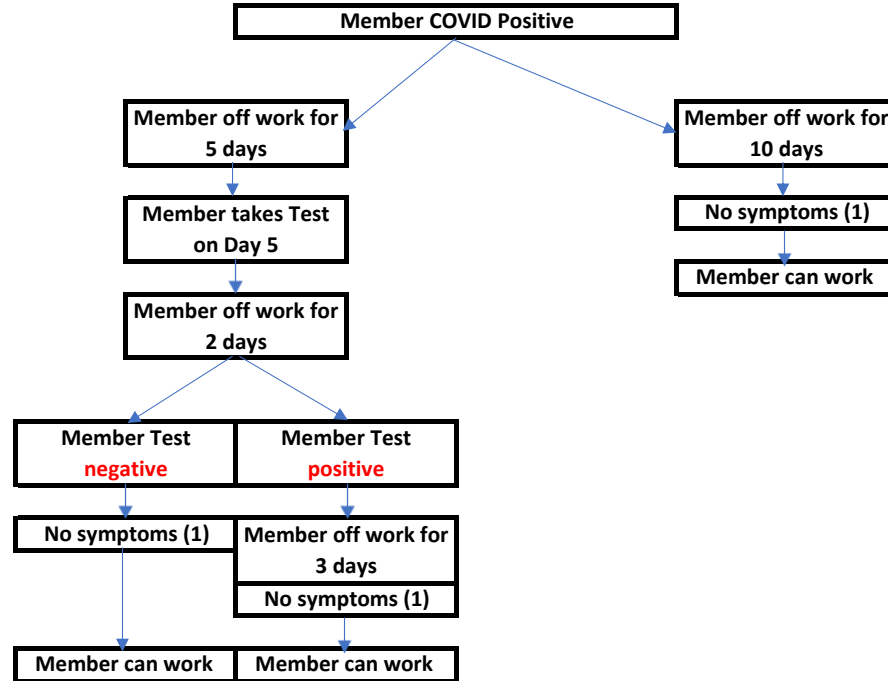 Member COVID Positive
Member off work for
5 days
Member off work for
10 days
Member takes Test
on Day 5
No symptoms (1)
Member can work
Member off work for
2 days
Member Test
negative
Member Test
positive
No symptoms (1)
Member off work for
3 days
No symptoms (1)
Member can work
Member can work